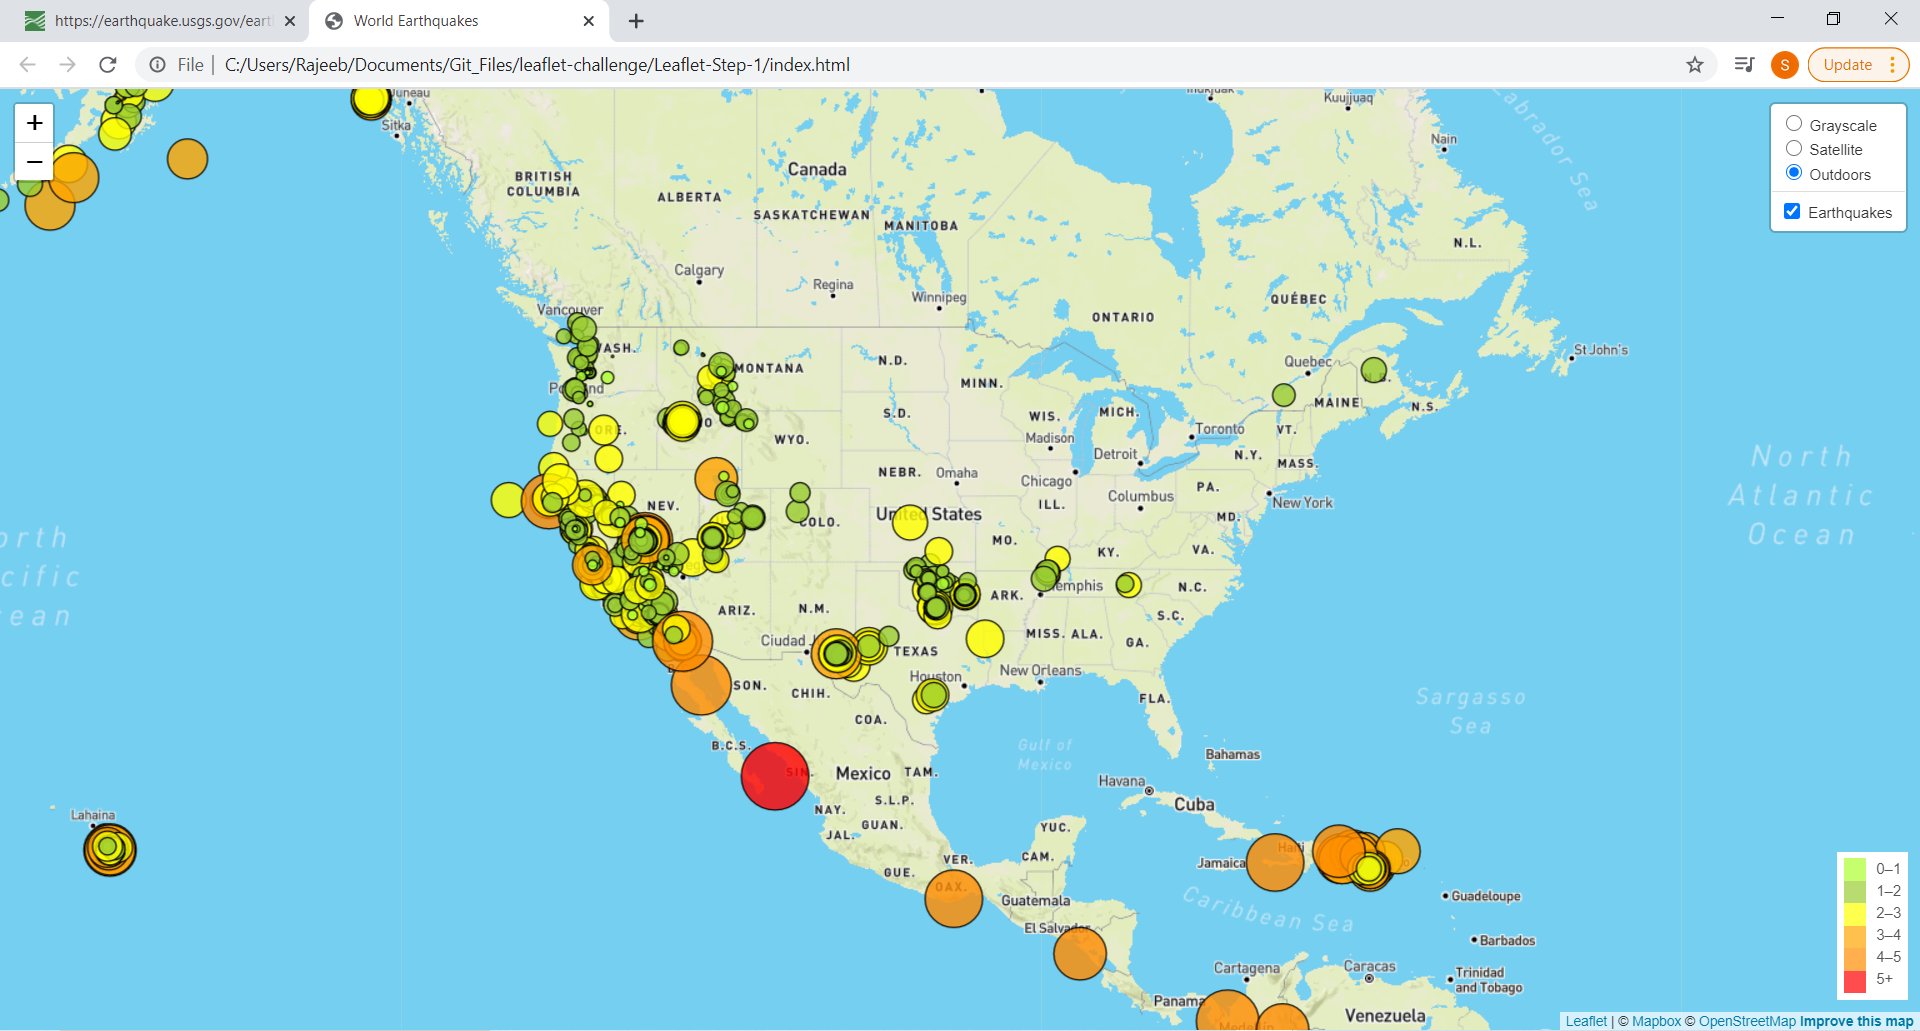 https://earthquake.usgs.gov/eart
World Earthquakes
File
C:/Users/Rajeeb/Documents/Git_Files/leaflet-challenge/Leaflet-Step-1/index.html
S
Update
+
−
Grayscale
Satellite
Outdoors
Earthquakes
Juneau
Sitka
Kuujjuaq
Nain
Labrador Sea
Canada
BRITISH
COLUMBIA
ALBERTA
SASKATCHEWAN
MANITOBA
N.L.
Calgary
Regina
Winnipeg
QUÉBEC
ONTARIO
Vancouver
WASH.
MONTANA
N.D.
MINN.
Quebec
N.B.
St John's
MAINE
N.S.
S.D.
WIS.
MICH.
Madison
Toronto
VT.
ORE.
WYO.
N.Y.
MASS.
Detroit
NEBR.
Omaha
Chicago
Columbus
PA.
New York
North
Atlantic
Ocean
NEV.
ILL.
United States
COLO.
MD.
MO.
KY.
VA.
orth
cific
cean
ARIZ.
N.M.
ARK.
Memphis
N.C.
S.C.
Ciudad J
TEXAS
MISS.
ALA.
GA.
Houston
New Orleans
SON.
CHIH.
FLA.
Sargasso
Sea
COA.
B.C.S.
Gulf of
Mexico
Bahamas
SIN.
Mexico
TAM.
Havana
Cuba
S.L.P.
NAY.
GUAN.
JAL.
YUC.
Lahaina
VER.
CAM.
Haiti
Jamaica
GUE.
OAX.
Guatemala
Guadeloupe
Caribbean Sea
El Salvador
Barbados
Cartagena
Caracas
Trinidad
and Tobago
Panama
Medellín
Venezuela
0–1
1–2
2–3
3–4
4–5
5+
Leaflet | © Mapbox © OpenStreetMap Improve this map